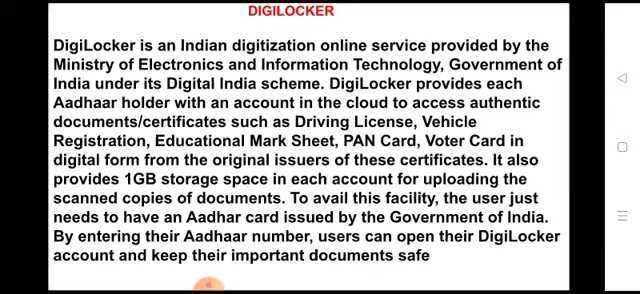 DIGILOCKER
DigiLocker is an Indian digitization online service provided by the
Ministry of Electronics and Information Technology, Government of
India under its Digital India scheme. DigiLocker provides each
Aadhaar holder with an account in the cloud to access authentic
documents/certificates such as Driving License, Vehicle
Registration, Educational Mark Sheet, PAN Card, Voter Card in
digital form from the original issuers of these certificates. It also
provides 1GB storage space in each account for uploading the
scanned copies of documents. To avail this facility, the user just
needs to have an Aadhar card issued by the Government of India.
By entering their Aadhaar number, users can open their DigiLocker
account and keep their important documents safe